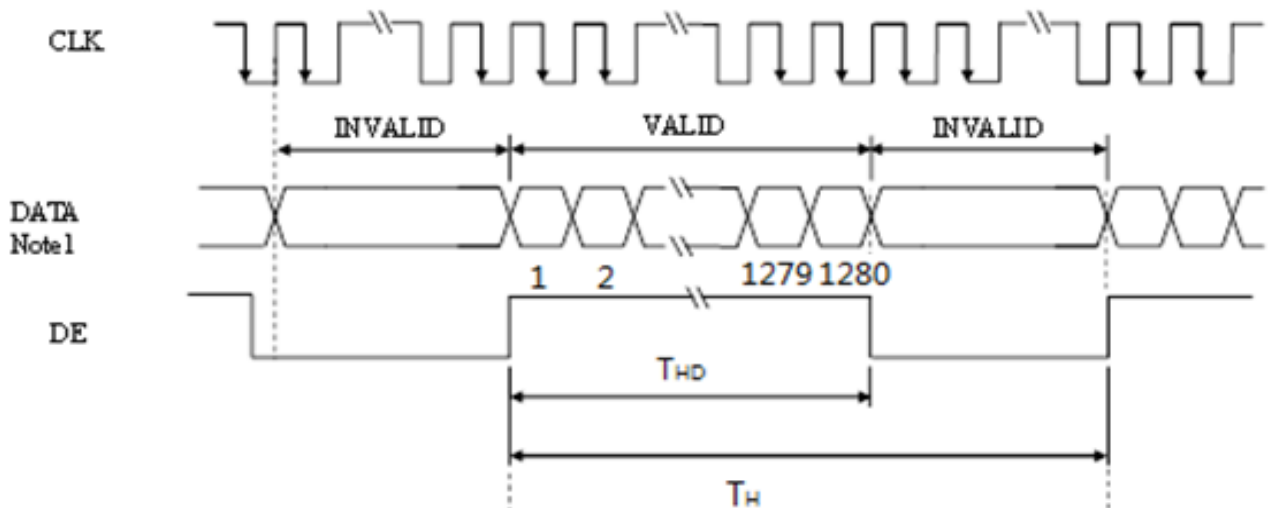 CLK
INVALID VALID INVALID
DATA
Note1
1 2 1279 1280
DE
THD
TH